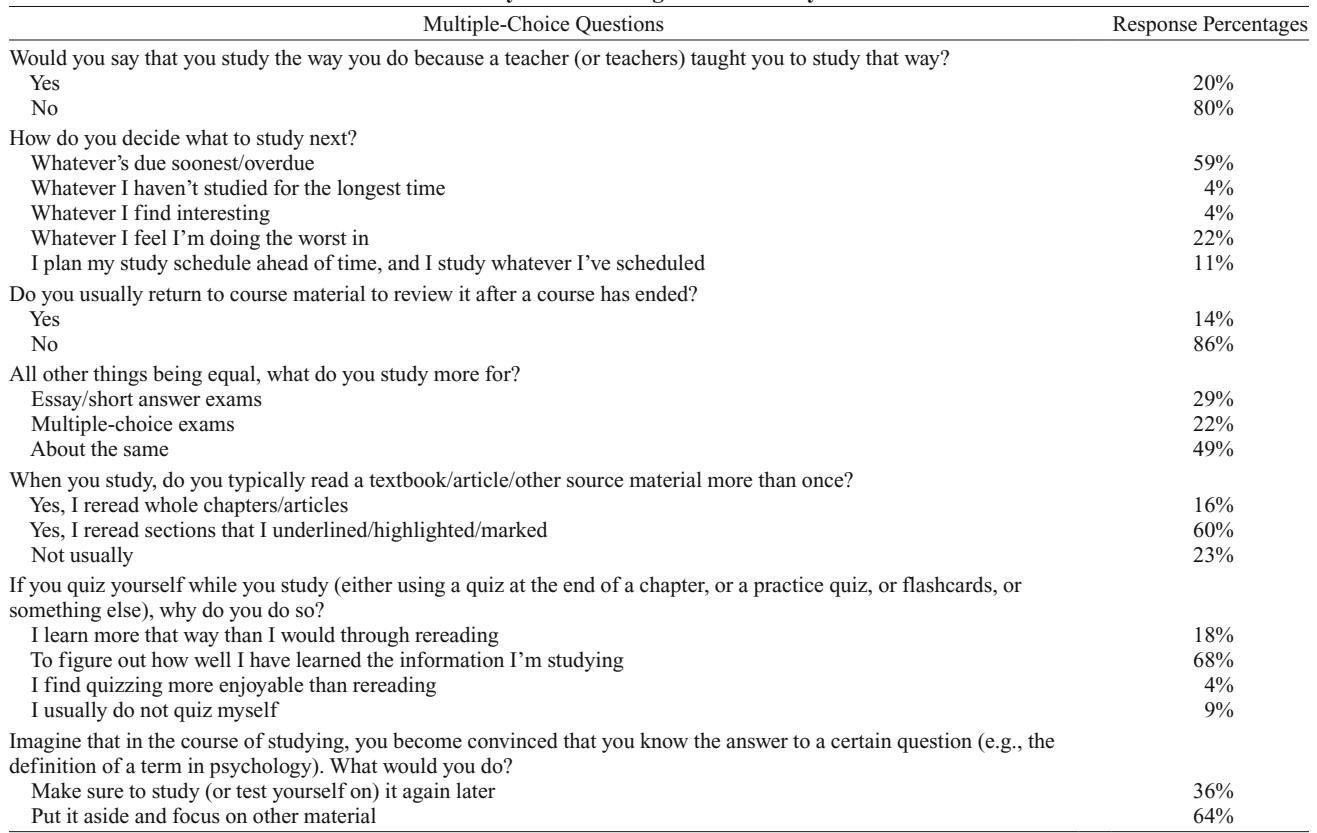 Multiple-Choice Questions Response Percentages
Would you say that you study the way you do because a teacher (or teachers) taught you to study that way?
Yes 20%
No 80%
How do you decide what to study next?
Whatever’s due soonest/overdue 59%
Whatever I haven’t studied for the longest time 4%
Whatever I find interesting 4%
Whatever I feel I’m doing the worst in 22%
I plan my study schedule ahead of time, and I study whatever I’ve scheduled 11%
Do you usually return to course material to review it after a course has ended?
Yes 14%
No 86%
All other things being equal, what do you study more for?
Essay/short answer exams 29%
Multiple-choice exams 22%
About the same 49%
When you study, do you typically read a textbook/article/other source material more than once?
Yes, I reread whole chapters/articles 16%
Yes, I reread sections that I underlined/highlighted/marked 60%
Not usually 23%
If you quiz yourself while you study (either using a quiz at the end of a chapter, or a practice quiz, or flashcards, or
something else), why do you do so?
I learn more that way than I would through rereading 18%
To figure out how well I have learned the information I’m studying 68%
I find quizzing more enjoyable than rereading 4%
I usually do not quiz myself 9%
Imagine that in the course of studying, you become convinced that you know the answer to a certain question (e.g., the
definition of a term in psychology). What would you do?
Make sure to study (or test yourself on) it again later 36%
Put it aside and focus on other material 64%